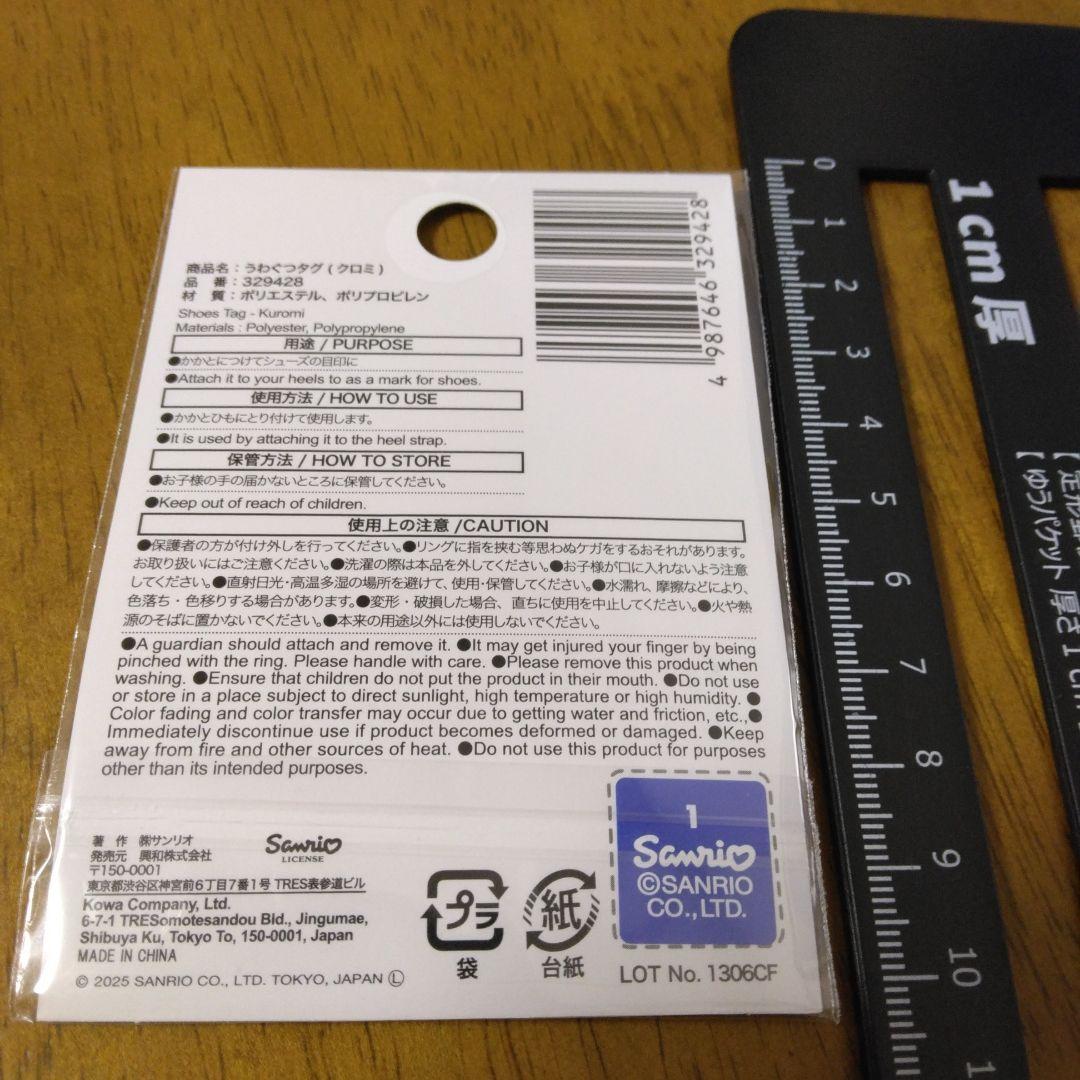 商品名：うわぐつタグ(クロミ)
品　番：329428
材　質：ポリエステル、ポリプロピレン
Shoes Tag - Kuromi
Materials : Polyester, Polypropylene
用途 / PURPOSE
●かかとにつけてシューズの目印に
●Attach it to your heels to as a mark for shoes.
使用方法 / HOW TO USE
●かかとひもにとり付けて使用します。
●It is used by attaching it to the heel strap.
保管方法 / HOW TO STORE
●お子様の手の届かないところに保管してください。
●Keep out of reach of children.
使用上の注意 /CAUTION
●保護者の方が付け外しを行ってください。●リングに指を挟む等思わぬケガをするおそれがあります。
お取り扱いにはご注意ください。●洗濯の際は本品を外してください。●お子様が口に入れないよう注意
してください。●直射日光・高温多湿の場所を避けて、使用・保管してください。●水濡れ、摩擦などにより、
色落ち・色移りする場合があります。●変形・破損した場合、直ちに使用を中止してください。●火や熱
源のそばに置かないでください。●本来の用途以外には使用しないでください。
●A guardian should attach and remove it. ●It may get injured your finger by being
pinched with the ring. Please handle with care. ●Please remove this product when
washing. ●Ensure that children do not put the product in their mouth. ●Do not use
or store in a place subject to direct sunlight, high temperature or high humidity. ●
Color fading and color transfer may occur due to getting water and friction, etc.,●
Immediately discontinue use if product becomes deformed or damaged. ●Keep
away from fire and other sources of heat. ●Do not use this product for purposes
other than its intended purposes.
著　作　㈱サンリオ
発売元　興和株式会社
〒150-0001
東京都渋谷区神宮前6丁目7番1号 TRES表参道ビル
Kowa Company, Ltd.
6-7-1 TRESomotesandou Bld., Jingumae,
Shibuya Ku, Tokyo To, 150-0001, Japan
MADE IN CHINA
© 2025 SANRIO CO., LTD. TOKYO, JAPAN Ⓛ
Sanrio
LICENSE
プラ
袋
紙
台紙
1
Sanrio
©SANRIO
CO., LTD.
LOT No. 1306CF
4 987646 329428
0
1
2
3
4
5
6
7
8
9
10
1cm厚
ゆうパケット 厚さ1cm